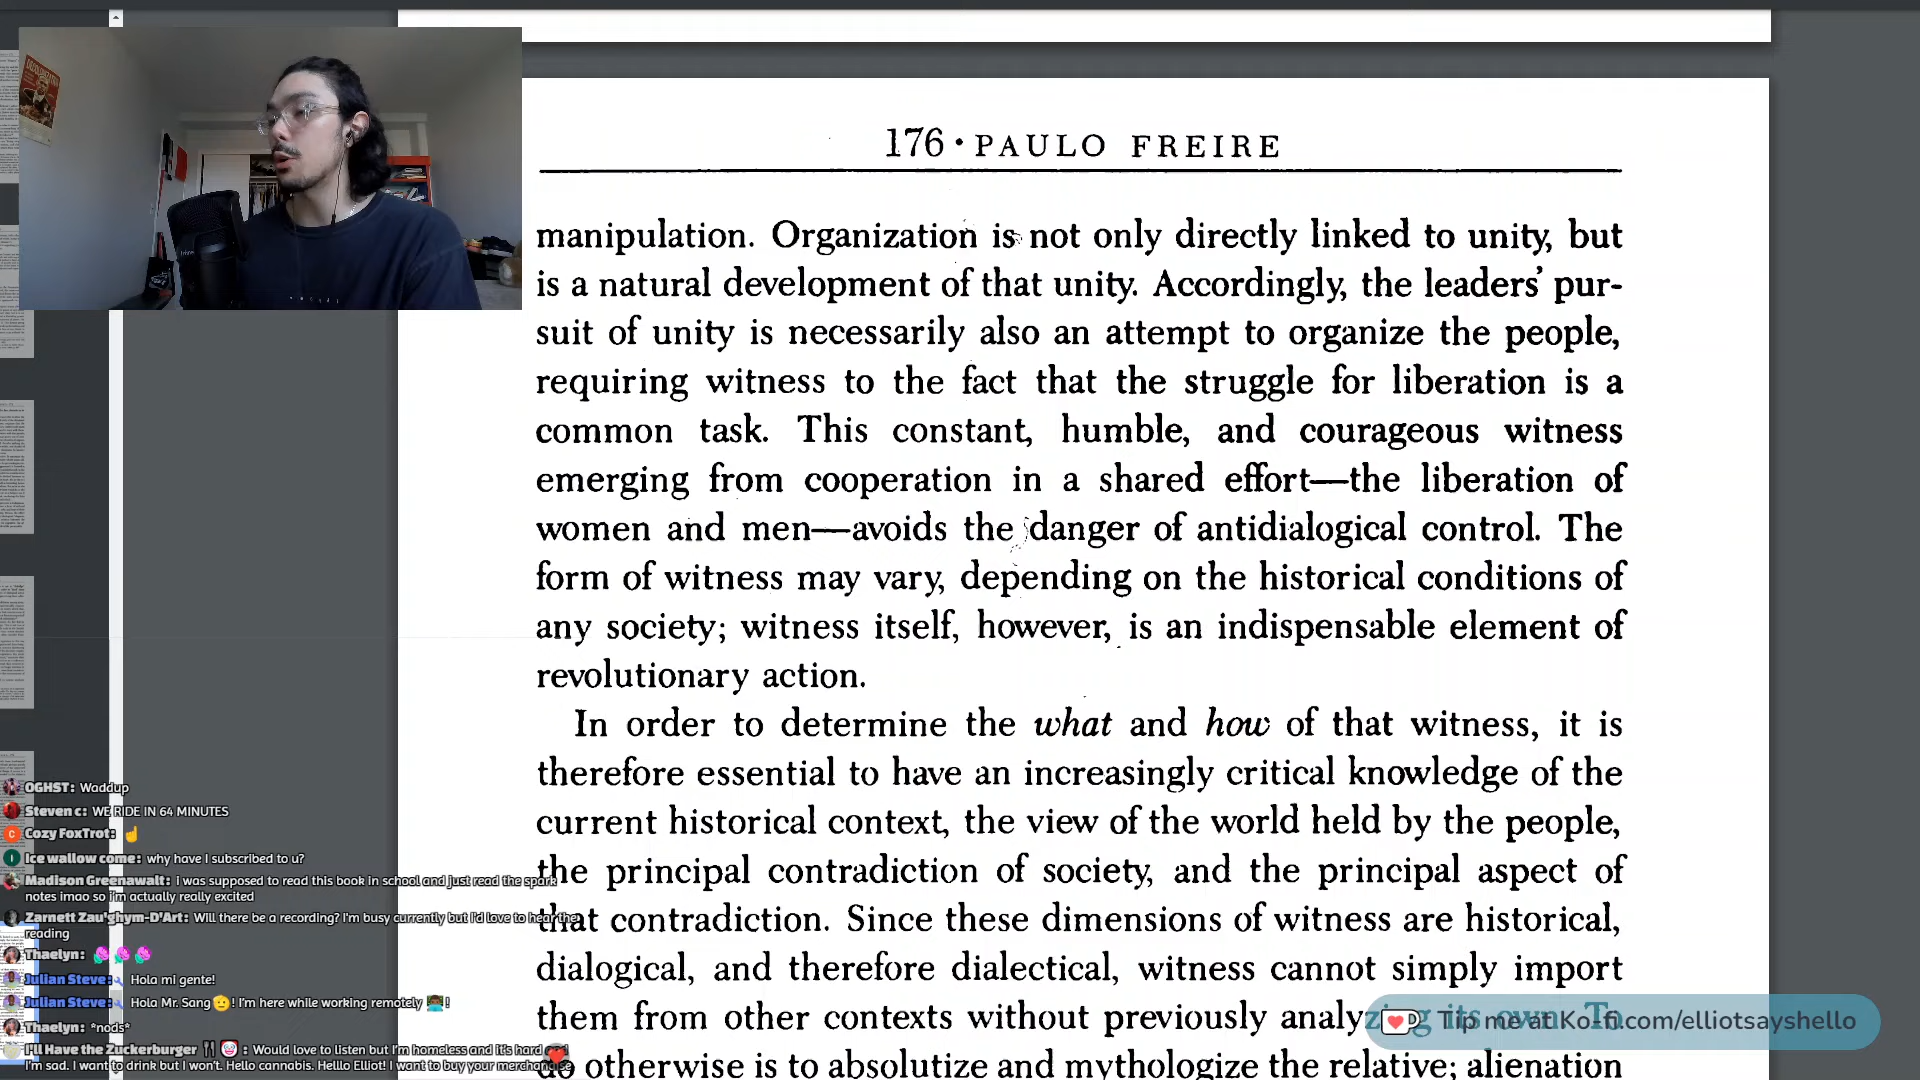 176 • PAULO FREIRE
manipulation. Organization is not only directly linked to unity, but
is a natural development of that unity. Accordingly, the leaders' pur-
suit of unity is necessarily also an attempt to organize the people,
requiring witness to the fact that the struggle for liberation is a
common task. This constant, humble, and courageous witness
emerging from cooperation in a shared effort—the liberation of
women and men—avoids the danger of antidialogical control. The
form of witness may vary, depending on the historical conditions of
any society; witness itself, however, is an indispensable element of
revolutionary action.
In order to determine the what and how of that witness, it is
therefore essential to have an increasingly critical knowledge of the
current historical context, the view of the world held by the people,
the principal contradiction of society, and the principal aspect of
that contradiction. Since these dimensions of witness are historical,
dialogical, and therefore dialectical, witness cannot simply import
them from other contexts without previously analyzing its own. To
do otherwise is to absolutize and mythologize the relative; alienation
OGHST: Waddup
Steven c: WE RIDE IN 64 MINUTES
Cozy FoxTrot: ☝
Ice wallow come: why have I subscribed to u?
Madison Greenawalt: I was supposed to read this book in school and just read the spark
notes lmao so I'm actually really excited
Zarnett Zau'ghym-D'Art: Will there be a recording? I'm busy currently but I'd love to hear the
reading
Thaelyn:
Julian Steve: Hola mi gente!
Julian Steve: Hola Mr. Sang! I'm here while working remotely !
Thaelyn: *nods*
I'll Have the Zuckerburger : Would love to listen but I'm homeless and it's hard
I'm sad. I want to drink but I won't. Hello cannabis. Helllo Elliot! I want to buy your merchandise
Tip me at Ko-fi.com/elliotsayshello